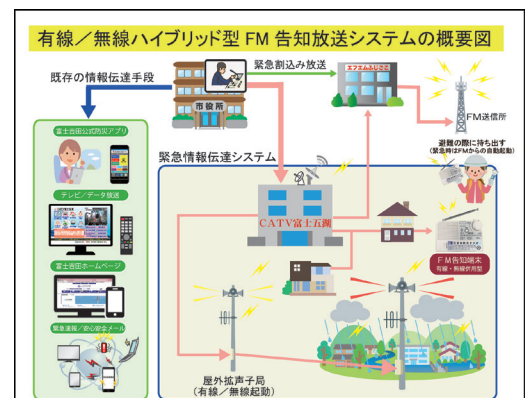 有線／無線ハイブリッド型 FM 告知放送システムの概要図
既存の情報伝達手段
緊急割込み放送
エフエムふじごこ
市役所
FM送信所
富士吉田公式防災アプリ
緊急情報伝達システム
避難の際に持ち出す
（緊急時はFMからの自動起動）
テレビ／データ放送
CATV富士五湖
FM告知端末
有線・無線併用型
富士吉田ホームページ
緊急速報／安心安全メール
屋外拡声子局
（有線／無線起動）